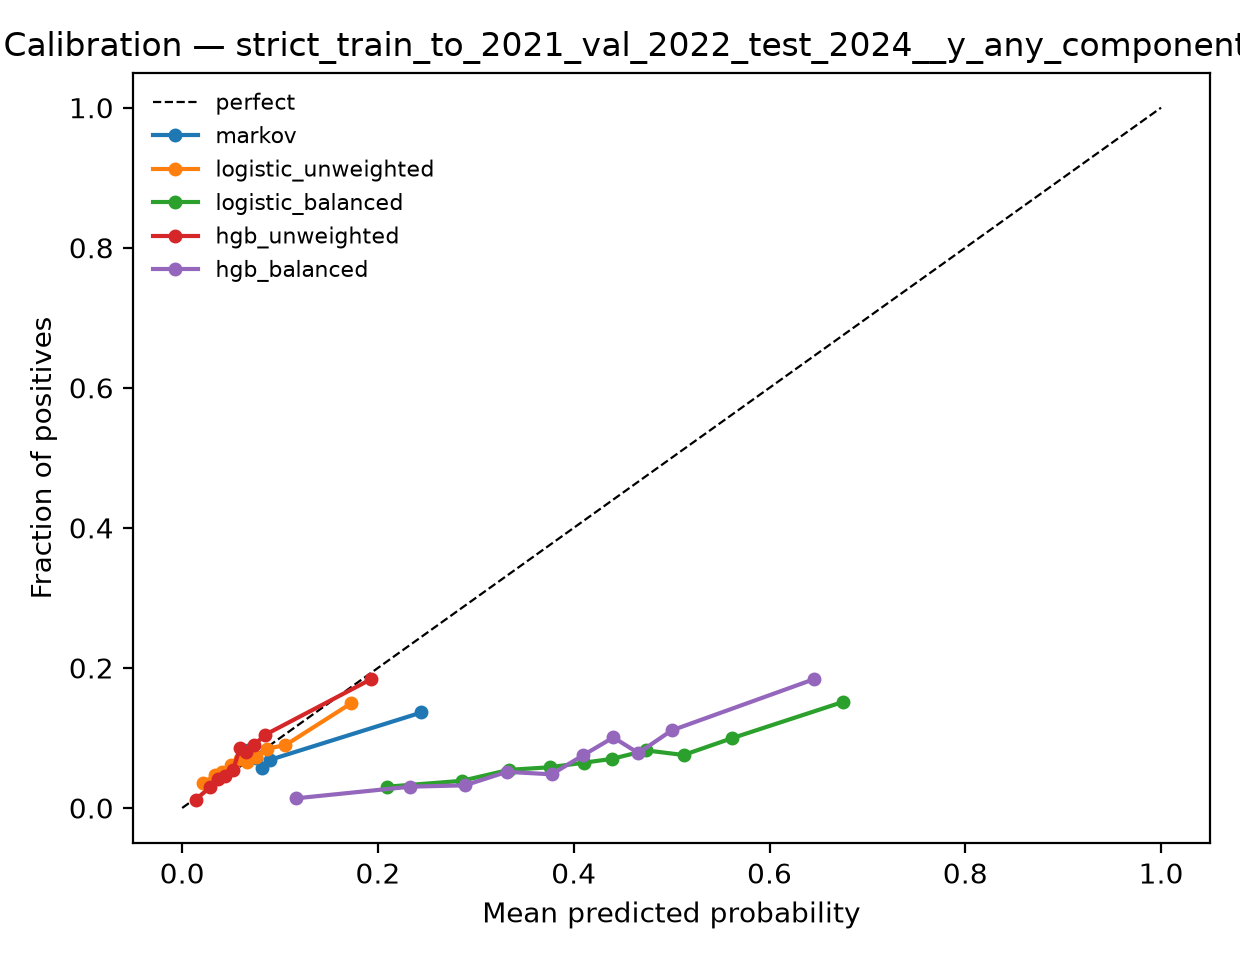 Calibration — strict_train_to_2021_val_2022_test_2024__y_any_component
perfect
markov
logistic_unweighted
logistic_balanced
hgb_unweighted
hgb_balanced
1.0
0.8
0.6
0.4
0.2
0.0
Fraction of positives
0.0 0.2 0.4 0.6 0.8 1.0
Mean predicted probability